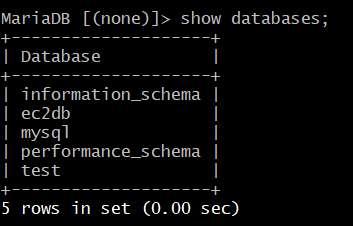 MariaDB [(none)]> show databases;
+--------------------+
| Database           |
+--------------------+
| information_schema |
| ec2db              |
| mysql              |
| performance_schema |
| test               |
+--------------------+
5 rows in set (0.00 sec)